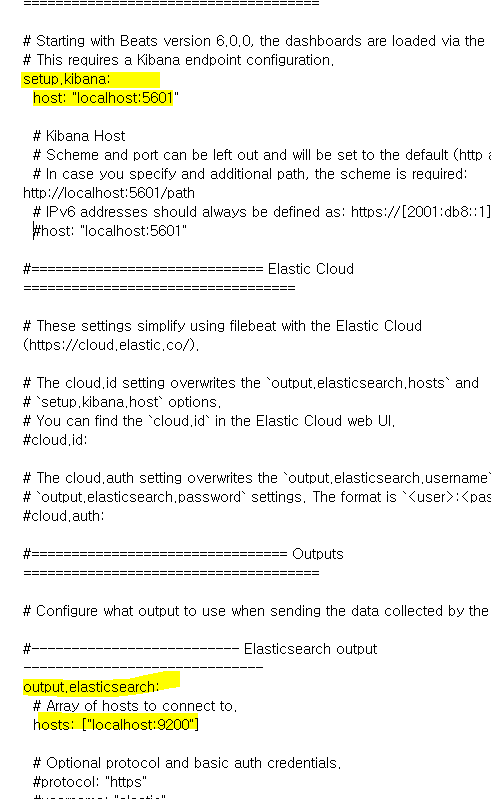 =====================================
# Starting with Beats version 6.0.0, the dashboards are loaded via the
# This requires a Kibana endpoint configuration.
setup.kibana:
host: "localhost:5601"
# Kibana Host
# Scheme and port can be left out and will be set to the default (http a
# In case you specify and additional path, the scheme is required:
http://localhost:5601/path
# IPv6 addresses should always be defined as: https://[2001:db8::1]
#host: "localhost:5601"
#============================= Elastic Cloud
==================================
# These settings simplify using filebeat with the Elastic Cloud
(https://cloud.elastic.co/).
# The cloud.id setting overwrites the `output.elasticsearch.hosts` and
# `setup.kibana.host` options.
# You can find the `cloud.id` in the Elastic Cloud web UI.
#cloud.id:
# The cloud.auth setting overwrites the `output.elasticsearch.username`
# `output.elasticsearch.password` settings. The format is `<user>:<pas
#cloud.auth:
#================================ Outputs
=====================================
# Configure what output to use when sending the data collected by the
#-------------------------- Elasticsearch output
------------------------------
output.elasticsearch:
# Array of hosts to connect to.
hosts: ["localhost:9200"]
# Optional protocol and basic auth credentials.
#protocol: "https"
#username: "elastic"